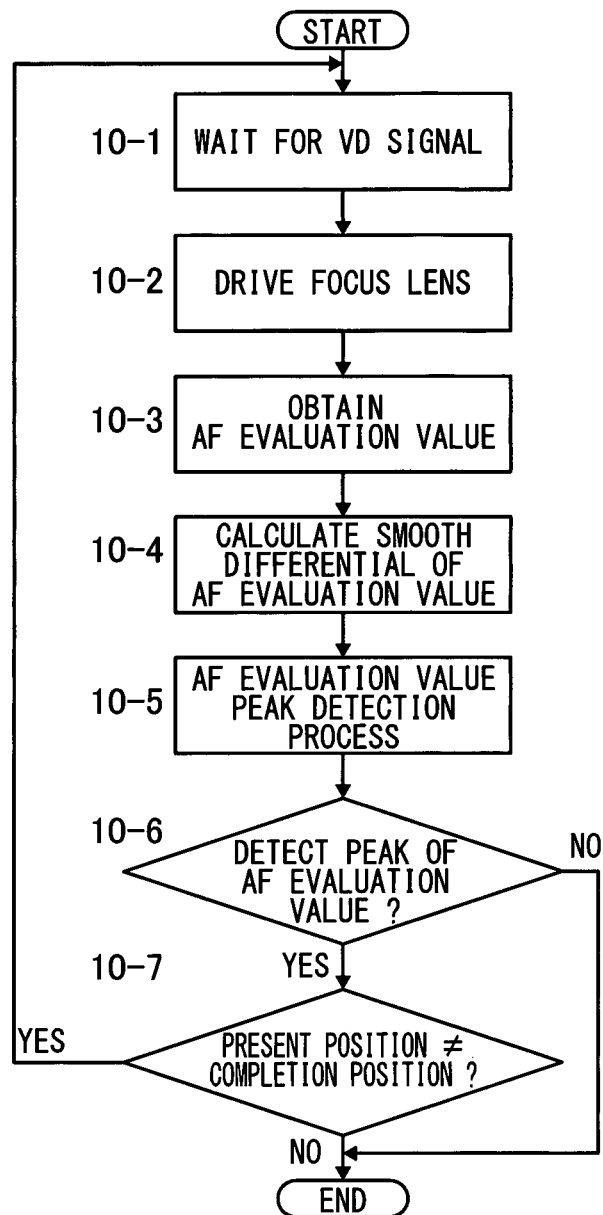 START
10-1
WAIT FOR VD SIGNAL
10-2
DRIVE FOCUS LENS
10-3
OBTAIN
AF EVALUATION VALUE
10-4
CALCULATE SMOOTH
DIFFERENTIAL OF
AF EVALUATION VALUE
10-5
AF EVALUATION VALUE
PEAK DETECTION
PROCESS
10-6
DETECT PEAK OF
AF EVALUATION
VALUE ?
NO
YES
10-7
PRESENT POSITION ≠
COMPLETION POSITION ?
YES
NO
END